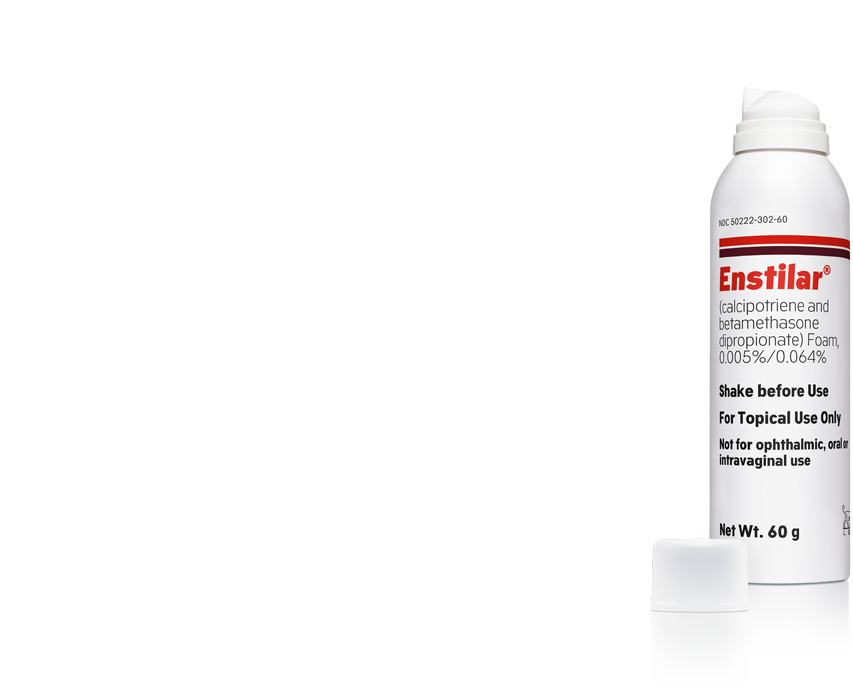 NDC 50222-302-60
Enstilar®
(calcipotriene and
betamethasone
dipropionate) Foam,
0.005%/0.064%
Shake before Use
For Topical Use Only
Not for ophthalmic, oral or
intravaginal use
Net Wt. 60 g